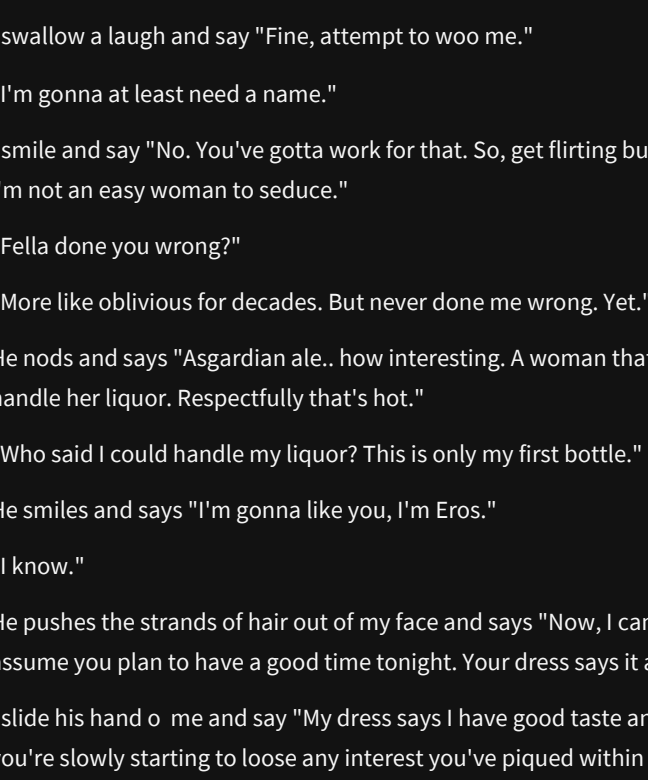 swallow a laugh and say "Fine, attempt to woo me."
I'm gonna at least need a name."
smile and say "No. You've gotta work for that. So, get flirting bu
'm not an easy woman to seduce."
Fella done you wrong?"
More like oblivious for decades. But never done me wrong. Yet."
He nods and says "Asgardian ale.. how interesting. A woman that
handle her liquor. Respectfully that's hot."
Who said I could handle my liquor? This is only my first bottle."
He smiles and says "I'm gonna like you, I'm Eros."
I know."
He pushes the strands of hair out of my face and says "Now, I can
assume you plan to have a good time tonight. Your dress says it a
slide his hand o  me and say "My dress says I have good taste an
you're slowly starting to loose any interest you've piqued within